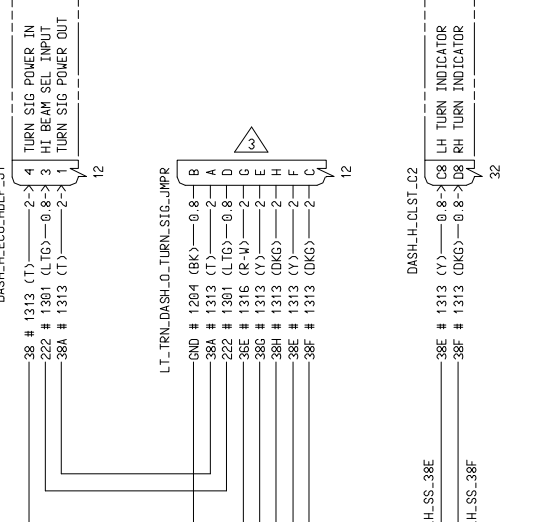 TURN SIG POWER IN
HI BEAM SEL INPUT
TURN SIG POWER OUT
4
3
1
12
38 # 1313 (T) 2
222 # 1301 (LTG) 0.8
38A # 1313 (T) 2
LT_TRN_DASH_O_TURN_SIG_JMPR
3
B
A
D
G
E
H
F
C
12
GND # 1204 (BK) 0.8
38A # 1313 (T) 2
222 # 1301 (LTG) 0.8
36E # 1316 (R-W) 2
38G # 1313 (Y) 2
38H # 1313 (DKG) 2
38E # 1313 (Y) 2
38F # 1313 (DKG) 2
DASH_H_CLST_C2
LH TURN INDICATOR
RH TURN INDICATOR
C8
D8
32
38E # 1313 (Y) 0.8
38F # 1313 (DKG) 0.8
H_SS_38E
H_SS_38F